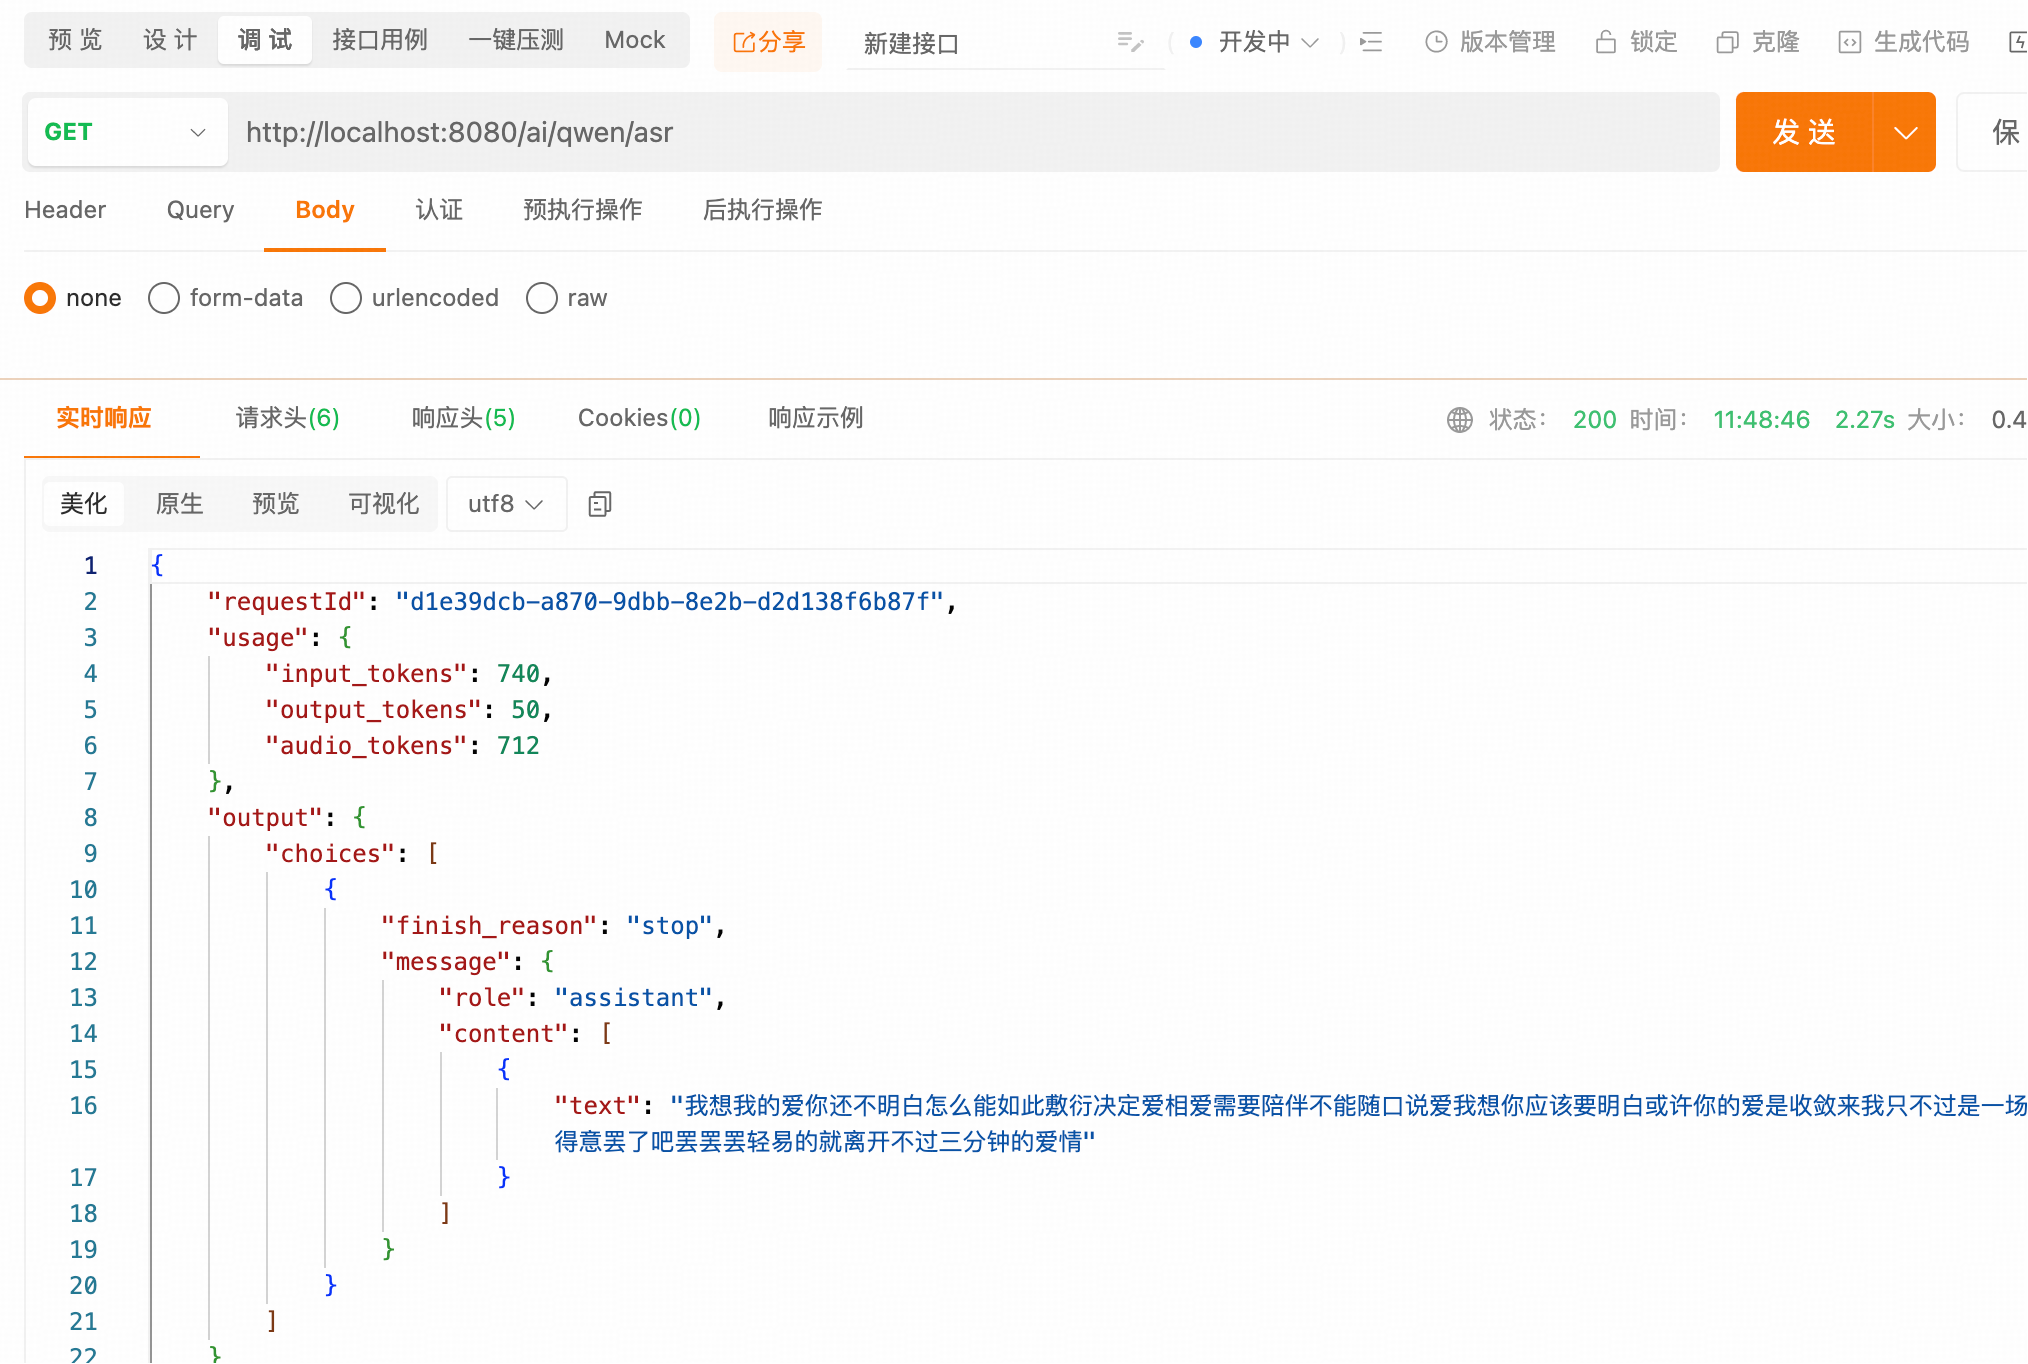 预 览 设 计 调 试 接口用例 一键压测 Mock 分享 新建接口 开发中 版本管理 锁定 克隆 生成代码
GET http://localhost:8080/ai/qwen/asr 发 送 保
Header Query Body 认证 预执行操作 后执行操作
none form-data urlencoded raw
实时响应 请求头(6) 响应头(5) Cookies(0) 响应示例 状态： 200 时间： 11:48:46 2.27s 大小： 0.4
美化 原生 预览 可视化 utf8
1 {
2 "requestId": "d1e39dcb-a870-9dbb-8e2b-d2d138f6b87f",
3 "usage": {
4 "input_tokens": 740,
5 "output_tokens": 50,
6 "audio_tokens": 712
7 },
8 "output": {
9 "choices": [
10 {
11 "finish_reason": "stop",
12 "message": {
13 "role": "assistant",
14 "content": [
15 {
16 "text": "我想我的爱你还不明白怎么能如此敷衍决定爱相爱需要陪伴不能随口说爱我想你应该要明白或许你的爱是收敛来我只不过是一场
得意罢了吧罢罢罢轻易的就离开不过三分钟的爱情"
17 }
18 ]
19 }
20 }
21 ]
22 }